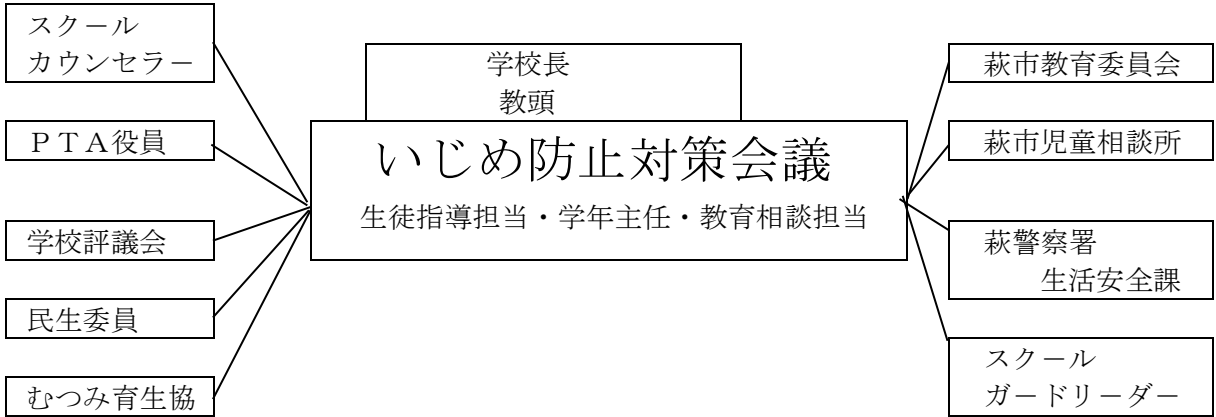 スクール
カウンセラー
ＰＴＡ役員
学校評議会
民生委員
むつみ育生協
学校長
教頭
いじめ防止対策会議
生徒指導担当・学年主任・教育相談担当
萩市教育委員会
萩市児童相談所
萩警察署
生活安全課
スクール
ガードリーダー